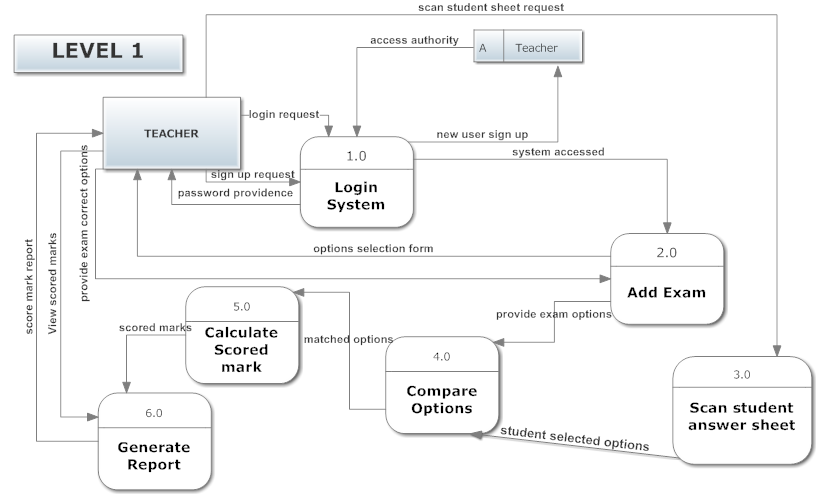 scan student sheet request
LEVEL 1
access authority
A
Teacher
TEACHER
login request
new user sign up
1.0
Login
System
system accessed
sign up request
password providence
provide exam correct options
options selection form
2.0
Add Exam
score mark report
View scored marks
5.0
Calculate
Scored
mark
provide exam options
scored marks
matched options
4.0
Compare
Options
3.0
Scan student
answer sheet
student selected options
6.0
Generate
Report